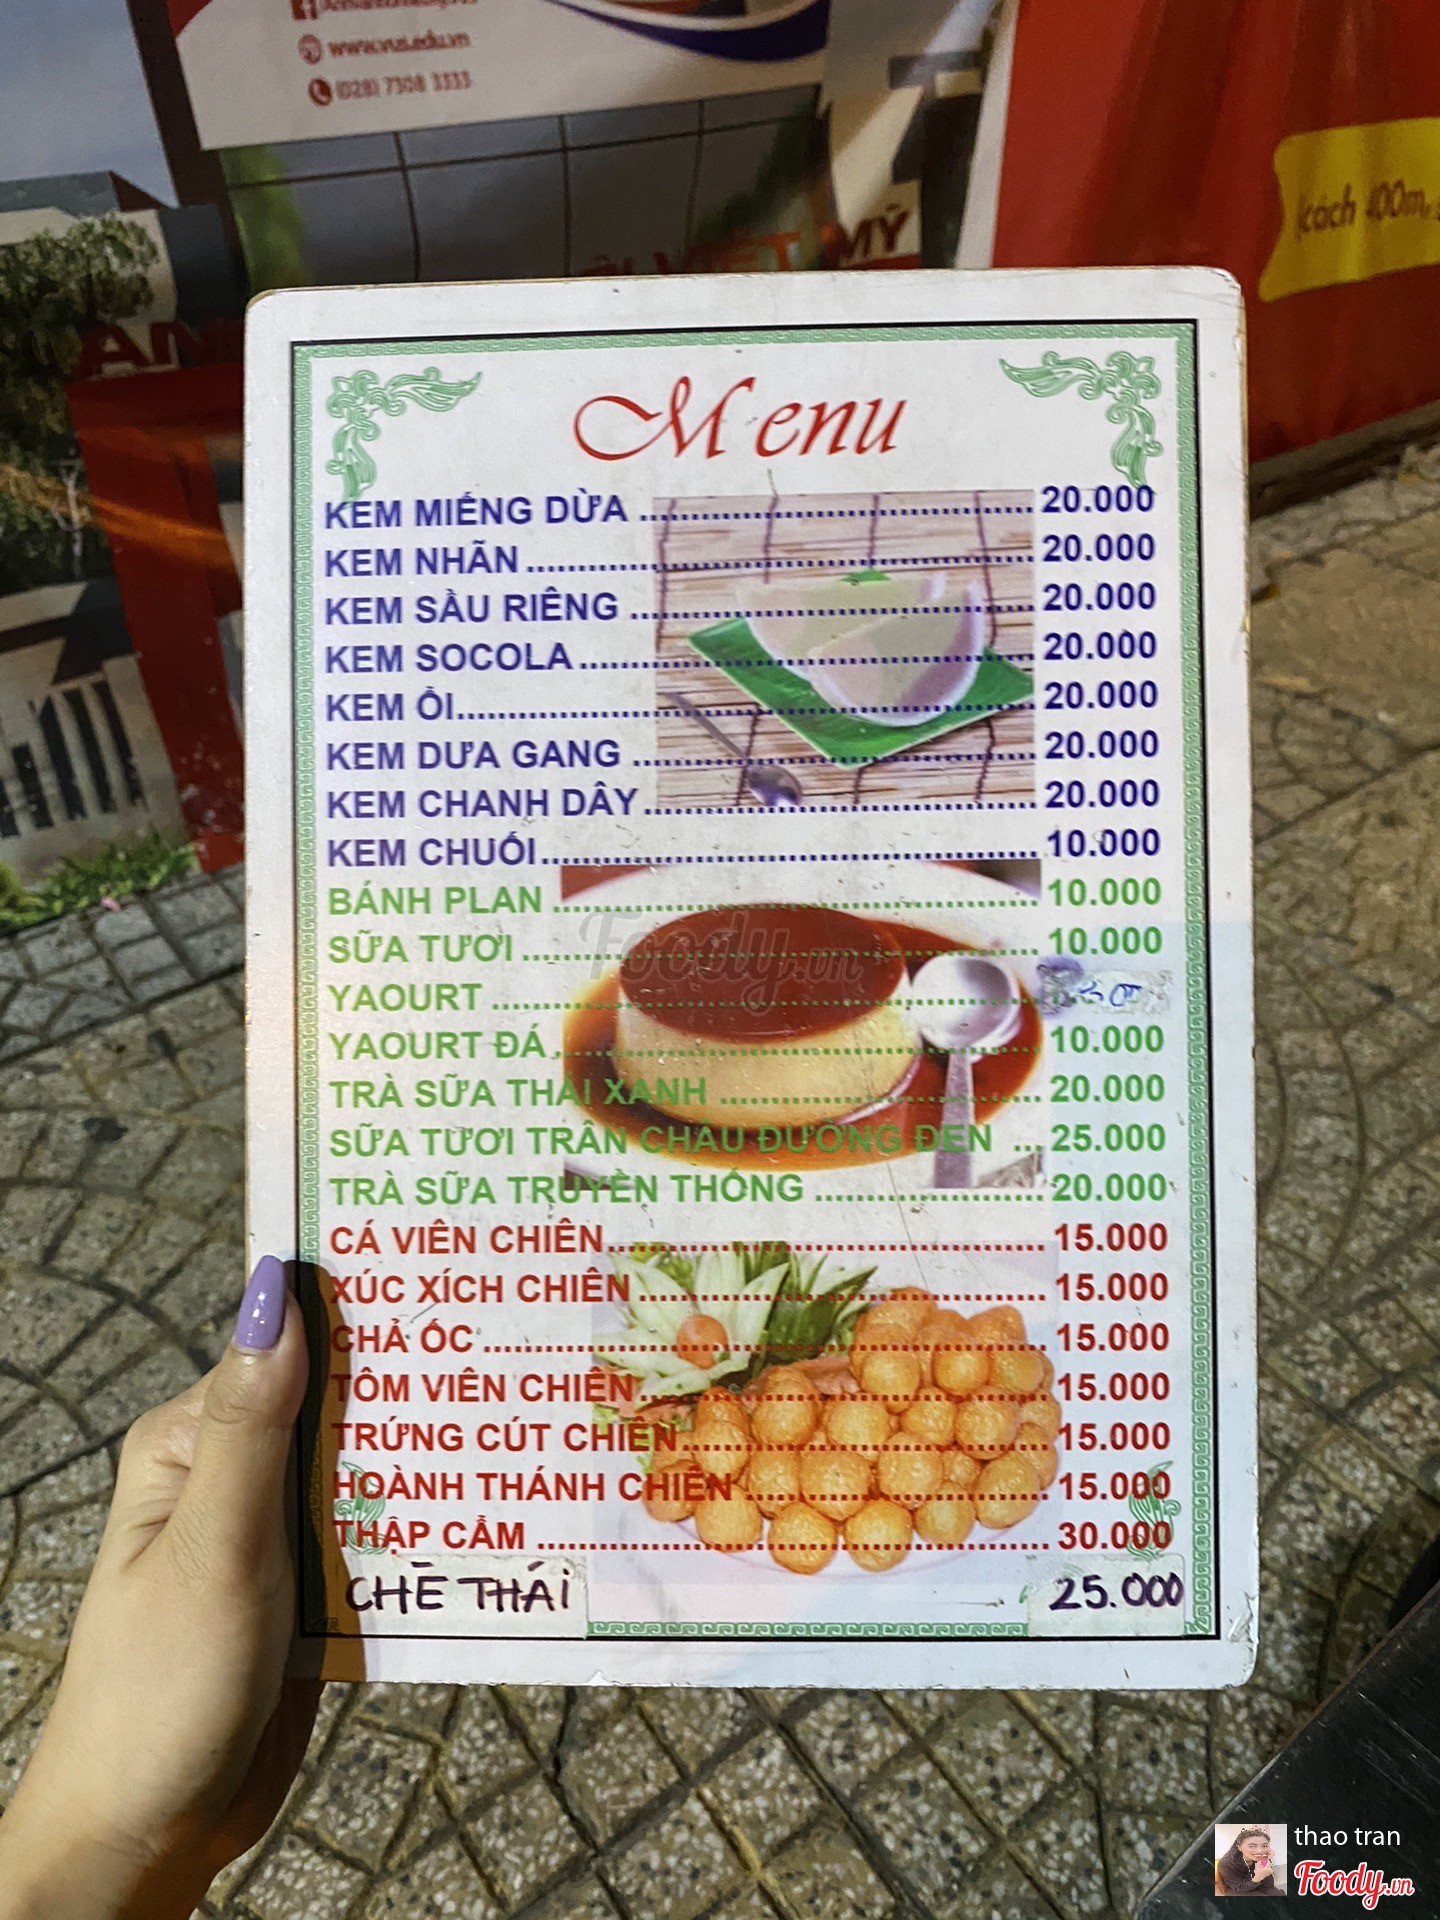 www.vus.edu.vn
(028) 7308 3333
MỸ
cách 400m
Menu
KEM MIẾNG DỪA ........ 20.000
KEM NHÃN ........ 20.000
KEM SẦU RIÊNG ........ 20.000
KEM SOCOLA ........ 20.000
KEM ỔI ........ 20.000
KEM DƯA GANG ........ 20.000
KEM CHANH DÂY ........ 20.000
KEM CHUỐI ........ 10.000
BÁNH PLAN ........ 10.000
SỮA TƯƠI ........ 10.000
YAOURT ........
YAOURT ĐÁ ........ 10.000
TRÀ SỮA THÁI XANH ........ 20.000
SỮA TƯƠI TRÂN CHÂU ĐƯỜNG ĐEN ... 25.000
TRÀ SỮA TRUYỀN THỐNG ........ 20.000
CÁ VIÊN CHIÊN ........ 15.000
XÚC XÍCH CHIÊN ........ 15.000
CHẢ ỐC ........ 15.000
TÔM VIÊN CHIÊN ........ 15.000
TRỨNG CÚT CHIÊN ........ 15.000
HOÀNH THÁNH CHIÊN ........ 15.000
THẬP CẨM ........ 30.000
CHÈ THÁI 25.000
Foody.vn
thao tran
Foody.vn